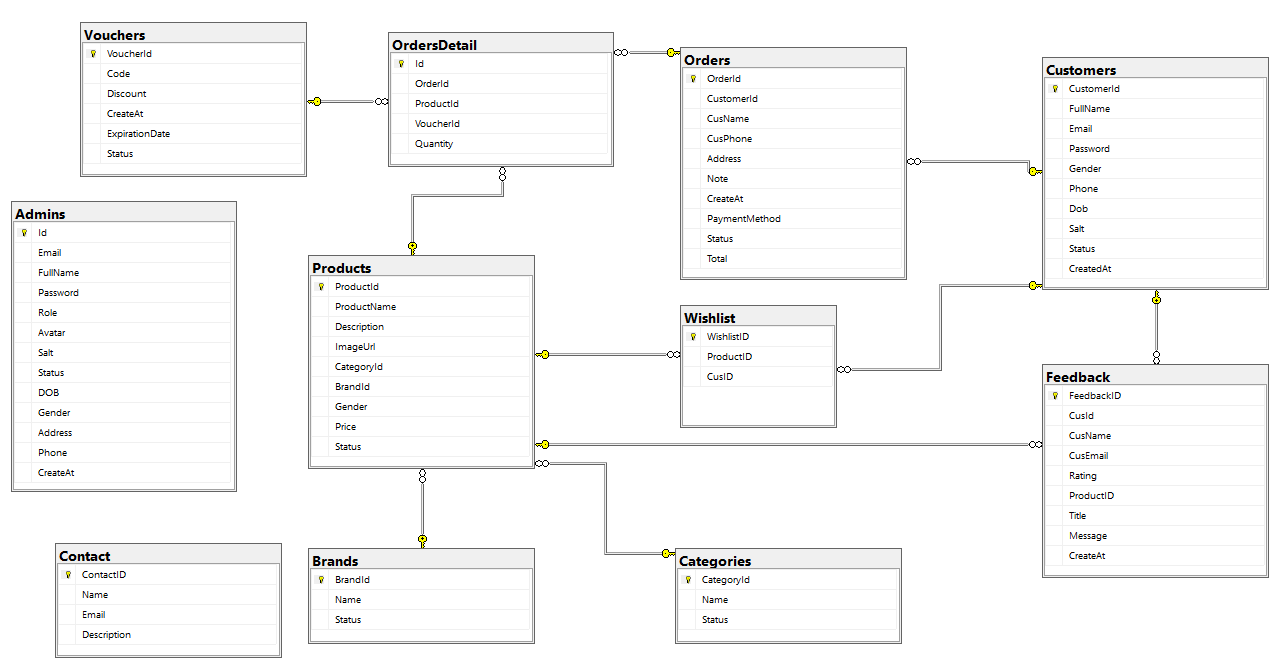 Vouchers
VoucherId
Code
Discount
CreateAt
ExpirationDate
Status
OrdersDetail
Id
OrderId
ProductId
VoucherId
Quantity
Orders
OrderId
CustomerId
CusName
CusPhone
Address
Note
CreateAt
PaymentMethod
Status
Total
Customers
CustomerId
FullName
Email
Password
Gender
Phone
Dob
Salt
Status
CreatedAt
Admins
Id
Email
FullName
Password
Role
Avatar
Salt
Status
DOB
Gender
Address
Phone
CreateAt
Products
ProductId
ProductName
Description
ImageUrl
CategoryId
BrandId
Gender
Price
Status
Wishlist
WishlistID
ProductID
CusID
Feedback
FeedbackID
CusId
CusName
CusEmail
Rating
ProductID
Title
Message
CreateAt
Contact
ContactID
Name
Email
Description
Brands
BrandId
Name
Status
Categories
CategoryId
Name
Status